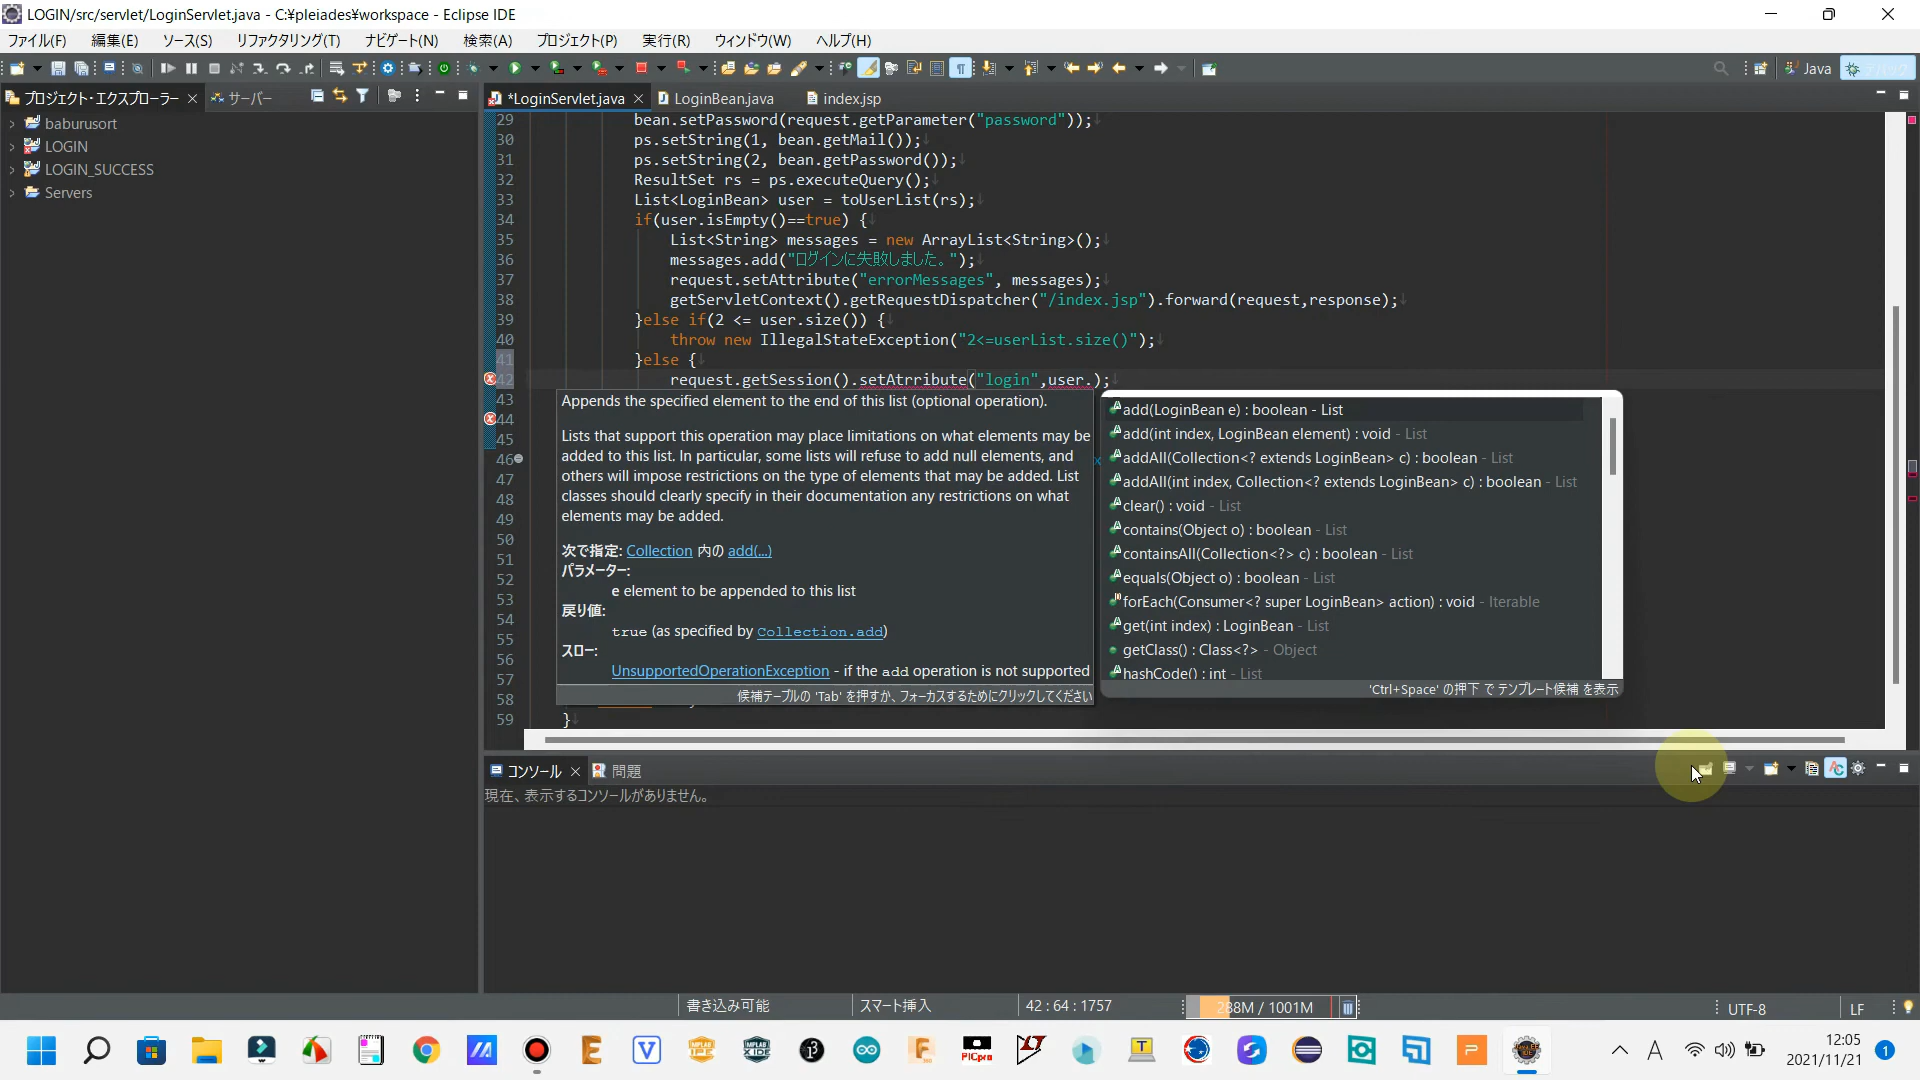 LOGIN/src/servlet/LoginServlet.java - C:¥pleiades¥workspace - Eclipse IDE
ファイル(F) 編集(E) ソース(S) リファクタリング(T) ナビゲート(N) 検索(A) プロジェクト(P) 実行(R) ウィンドウ(W) ヘルプ(H)
Java
プロジェクト・エクスプローラー サーバー
*LoginServlet.java LoginBean.java index.jsp
baburusort
LOGIN
LOGIN_SUCCESS
Servers
29 bean.setPassword(request.getParameter("password"));
30 ps.setString(1, bean.getMail());
31 ps.setString(2, bean.getPassword());
32 ResultSet rs = ps.executeQuery();
33 List<LoginBean> user = toUserList(rs);
34 if(user.isEmpty()==true) {
35 List<String> messages = new ArrayList<String>();
36 messages.add("ログインに失敗しました。");
37 request.setAttribute("errorMessages", messages);
38 getServletContext().getRequestDispatcher("/index.jsp").forward(request,response);
39 }else if(2 <= user.size()) {
40 throw new IllegalStateException("2<=userList.size()");
41 }else {
42 request.getSession().setAtrribute("login",user.);
43
44
45
46
47
48
49
50
51
52
53
54
55
56
57
58
59 }
Appends the specified element to the end of this list (optional operation).
Lists that support this operation may place limitations on what elements may be
added to this list. In particular, some lists will refuse to add null elements, and
others will impose restrictions on the type of elements that may be added. List
classes should clearly specify in their documentation any restrictions on what
elements may be added.
次で指定: Collection 内の add(...)
パラメーター:
e element to be appended to this list
戻り値:
true (as specified by Collection.add)
スロー:
UnsupportedOperationException - if the add operation is not supported
候補テーブルの 'Tab' を押すか、フォーカスするためにクリックしてください
add(LoginBean e) : boolean - List
add(int index, LoginBean element) : void - List
addAll(Collection<? extends LoginBean> c) : boolean - List
addAll(int index, Collection<? extends LoginBean> c) : boolean - List
clear() : void - List
contains(Object o) : boolean - List
containsAll(Collection<?> c) : boolean - List
equals(Object o) : boolean - List
forEach(Consumer<? super LoginBean> action) : void - Iterable
get(int index) : LoginBean - List
getClass() : Class<?> - Object
hashCode() : int - List
'Ctrl+Space' の押下 で テンプレート候補 を表示
コンソール 問題
現在、表示するコンソールがありません。
書き込み可能 スマート挿入 42 : 64 : 1757 288M / 1001M UTF-8 LF
12:05
2021/11/21